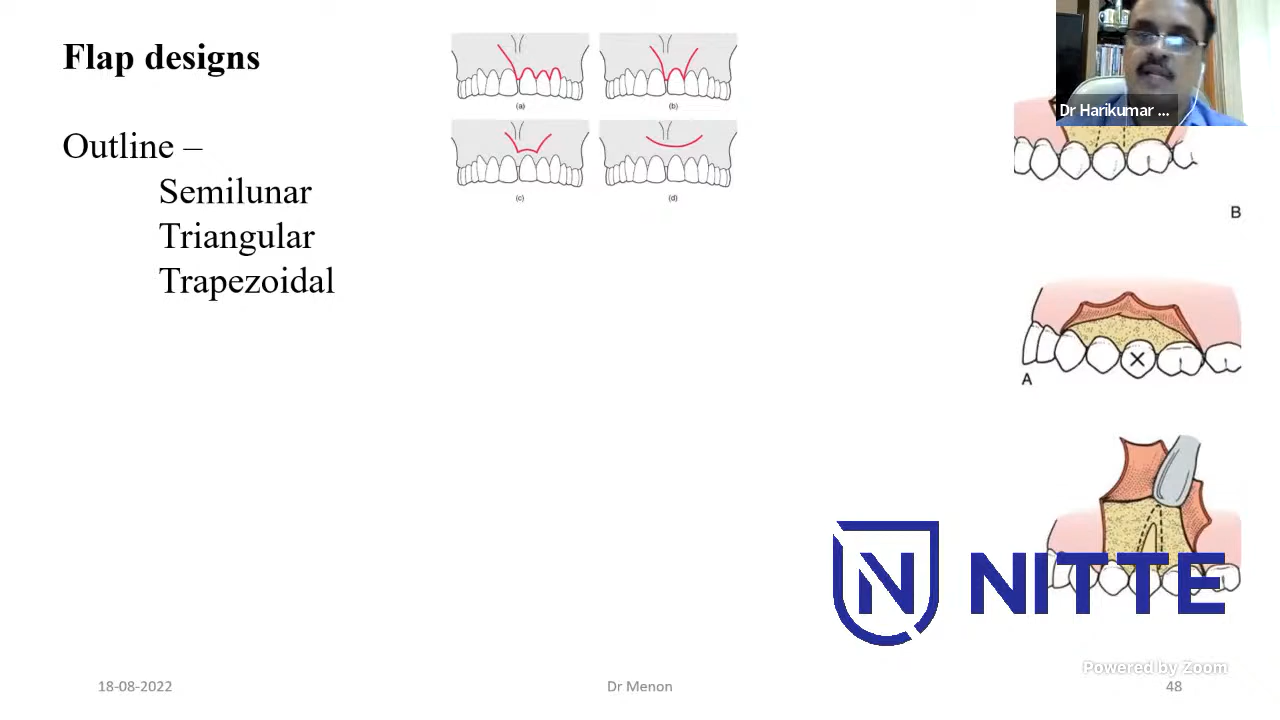 Flap designs
Outline –
Semilunar
Triangular
Trapezoidal
(a)
(b)
(c)
(d)
Dr Harikumar ...
B
A
N NITTE
Powered by Zoom
18-08-2022
Dr Menon
48